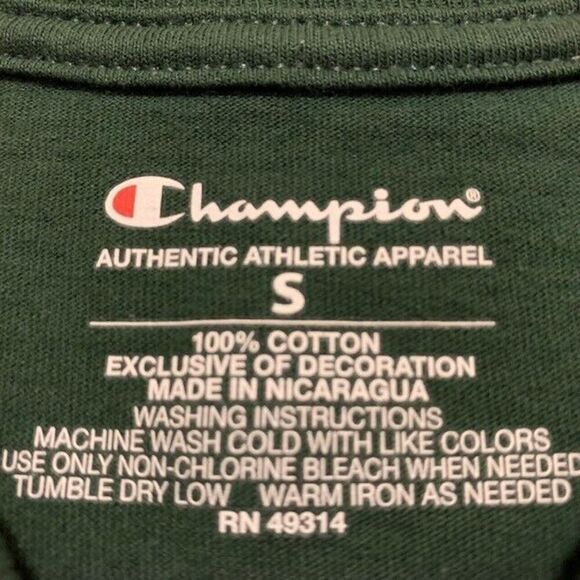 Champion®
AUTHENTIC ATHLETIC APPAREL
S
100% COTTON
EXCLUSIVE OF DECORATION
MADE IN NICARAGUA
WASHING INSTRUCTIONS
MACHINE WASH COLD WITH LIKE COLORS
USE ONLY NON-CHLORINE BLEACH WHEN NEEDED
TUMBLE DRY LOW WARM IRON AS NEEDED
RN 49314